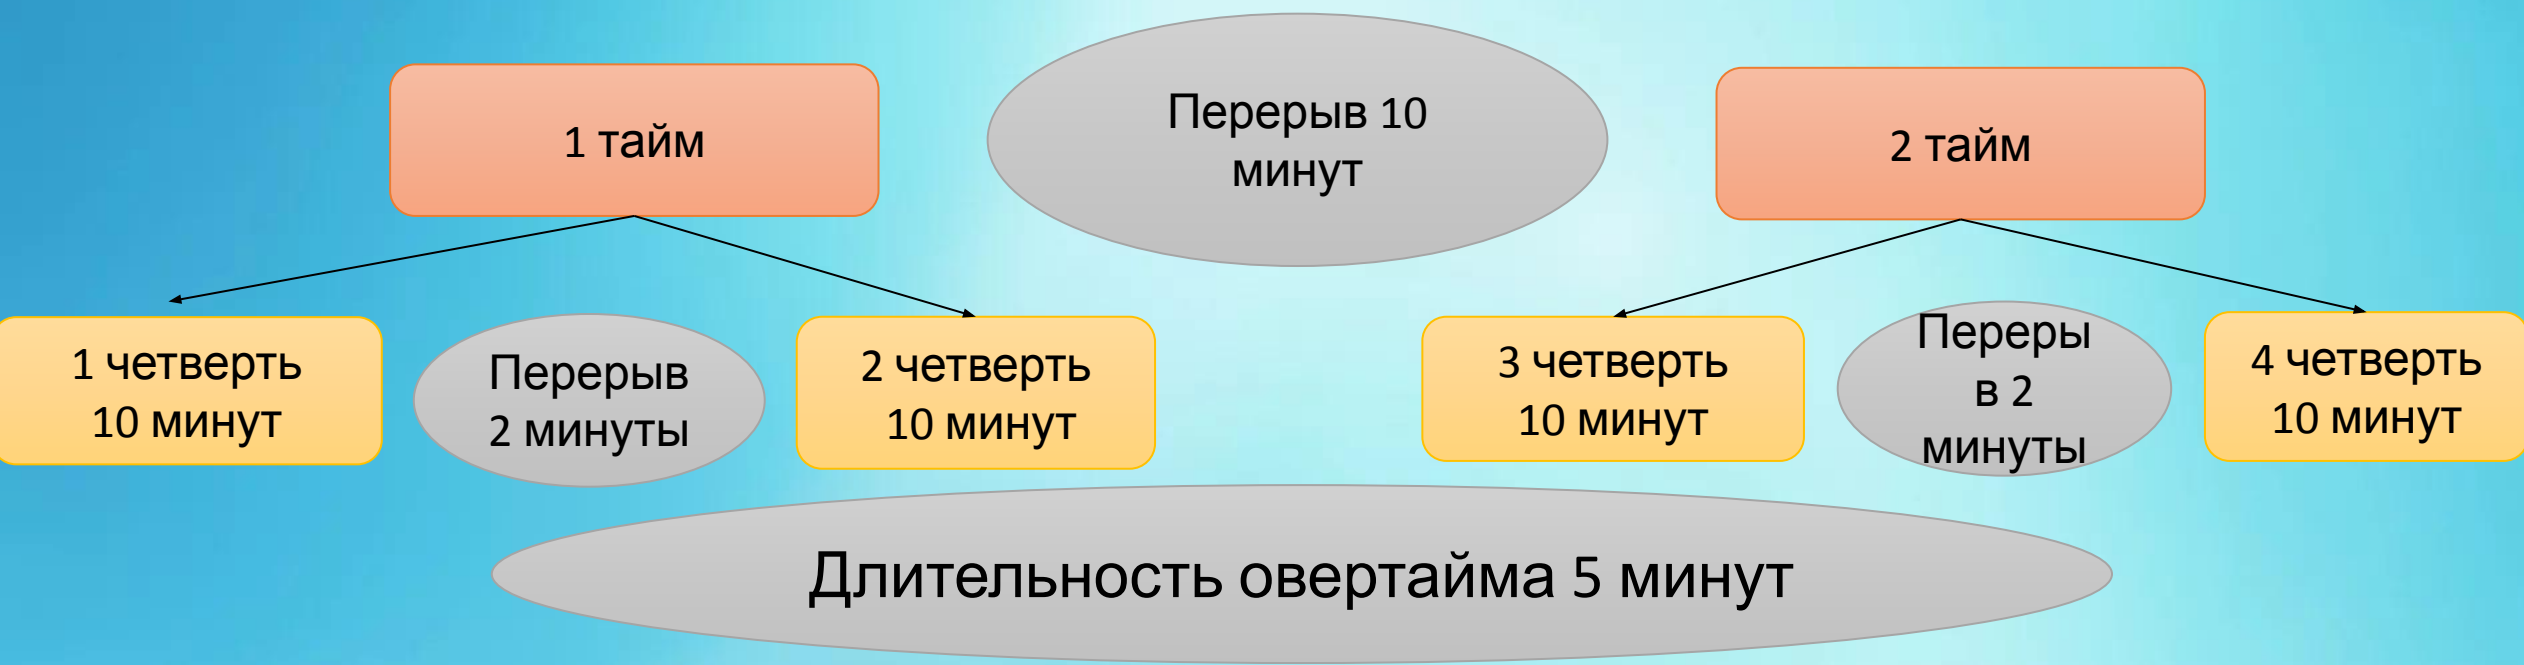 1 тайм
Перерыв 10
минут
2 тайм
1 четверть
10 минут
Перерыв
2 минуты
2 четверть
10 минут
3 четверть
10 минут
Переры
в 2
минуты
4 четверть
10 минут
Длительность овертайма 5 минут